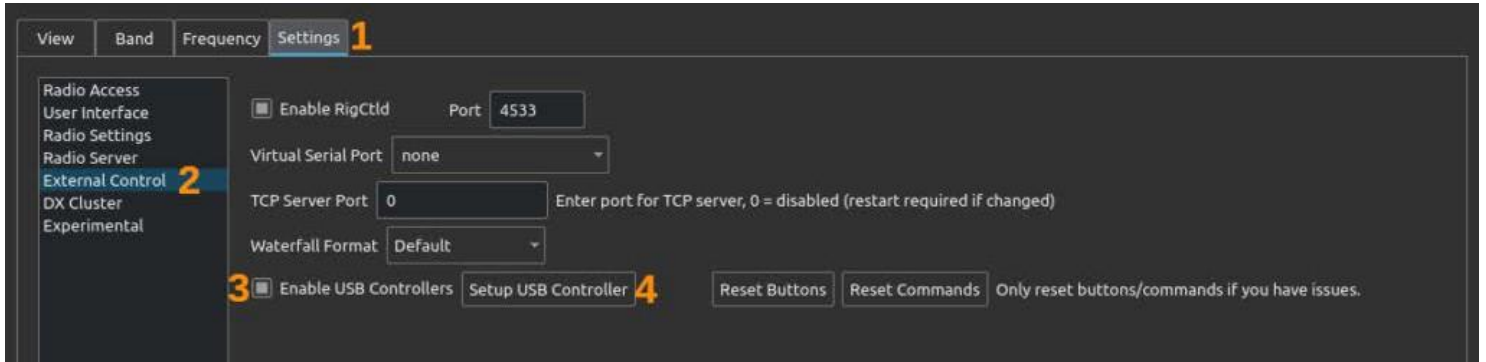 View Band Frequency Settings 1
Radio Access
User Interface
Radio Settings
Radio Server
External Control 2
DX Cluster
Experimental
Enable RigCtld Port 4533
Virtual Serial Port none
TCP Server Port 0 Enter port for TCP server, 0 = disabled (restart required if changed)
Waterfall Format Default
3 Enable USB Controllers Setup USB Controller 4 Reset Buttons Reset Commands Only reset buttons/commands if you have issues.